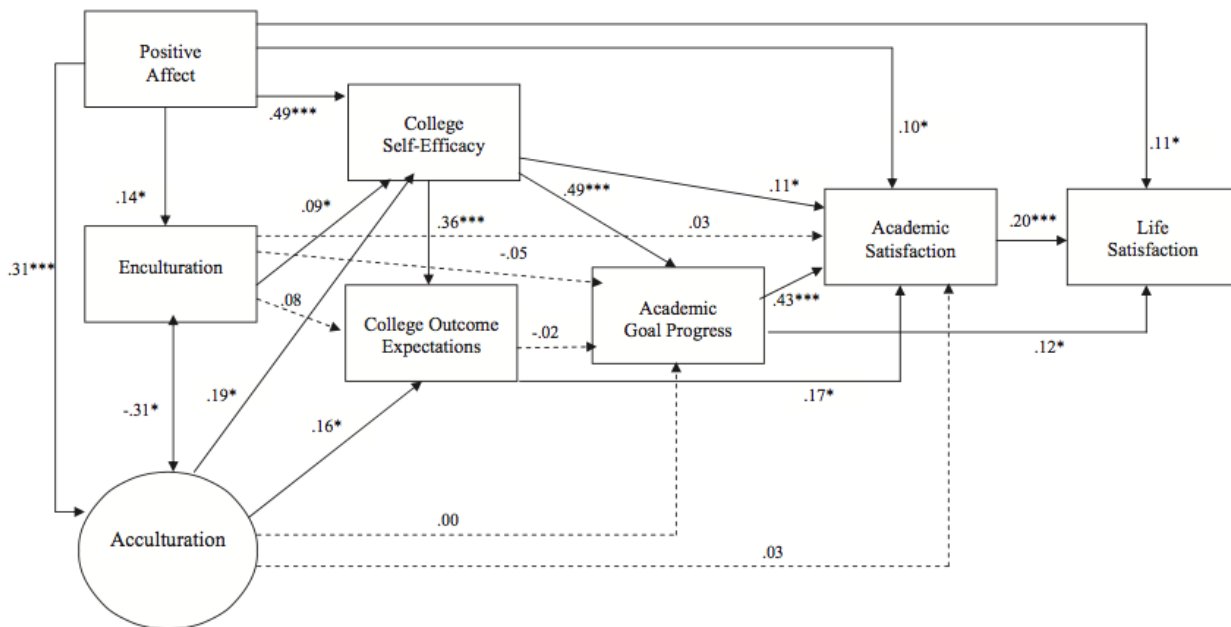 Positive
Affect
.49***
College
Self-Efficacy
.10*
.11*
.14*
.09*
.36***
.49***
.11*
.03
.31***
Enculturation
-.05
Academic
Satisfaction
.20***
Life
Satisfaction
.08
College Outcome
Expectations
-.02
Academic
Goal Progress
.43***
.12*
-.31*
.19*
.16*
.17*
Acculturation
.00
.03